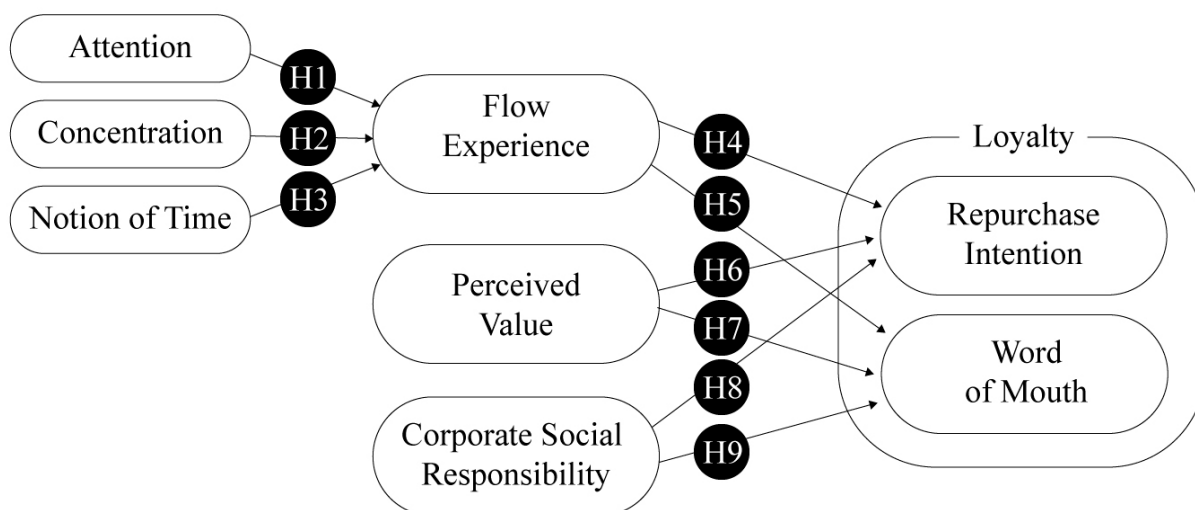 Attention
H1
Concentration
H2
Notion of Time
H3
Flow
Experience
H4
H5
Perceived
Value
H6
H7
Corporate Social
Responsibility
H8
H9
Loyalty
Repurchase
Intention
Word
of Mouth